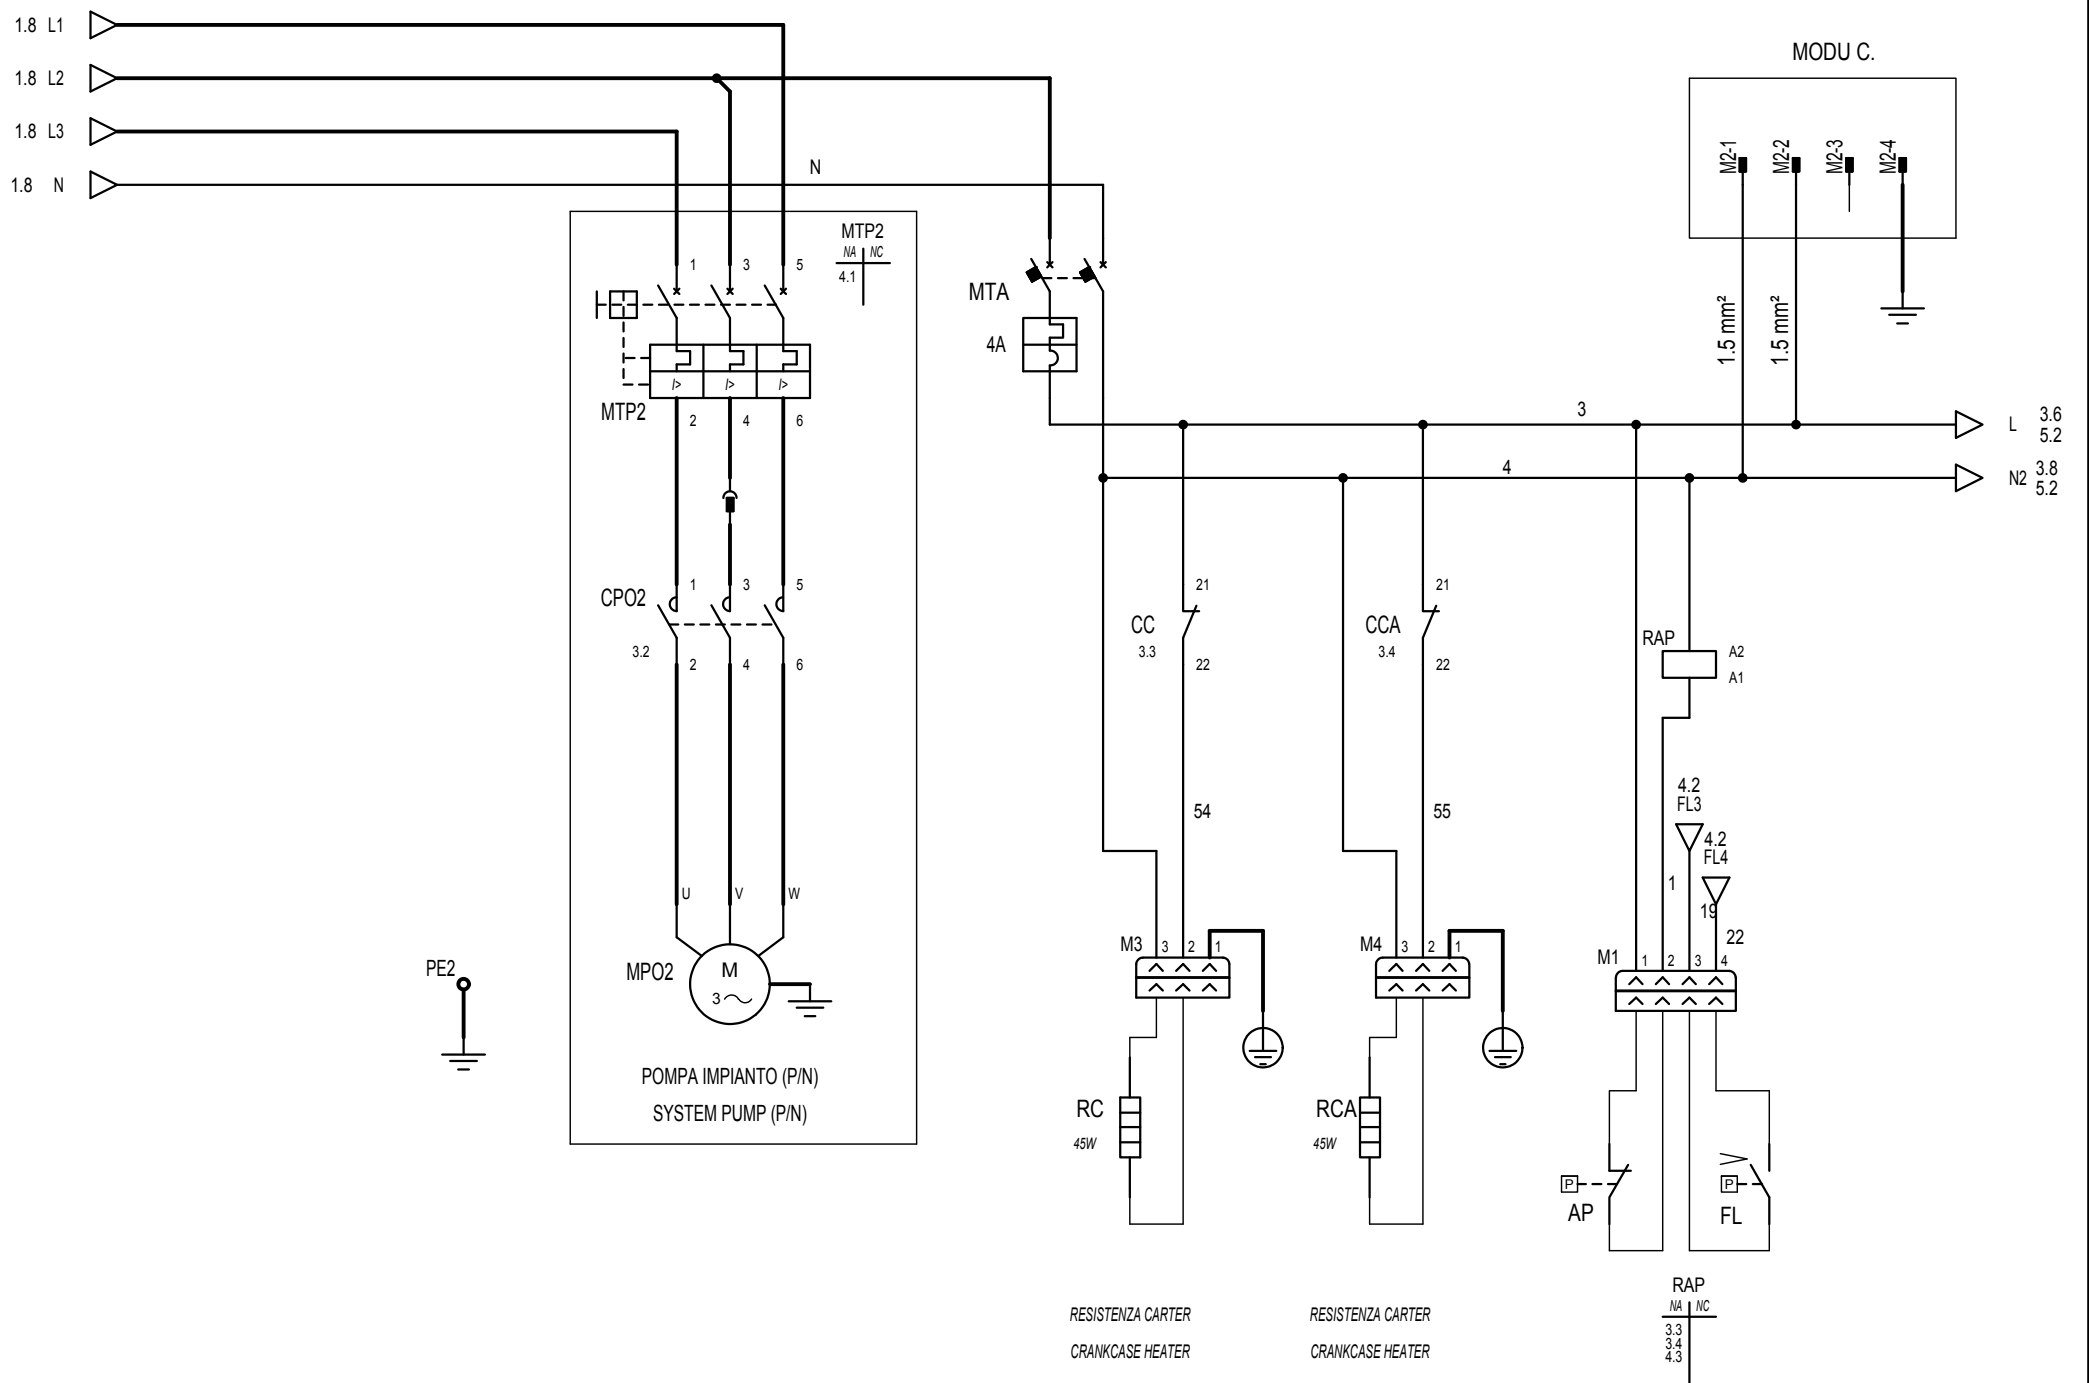 1.8 L1
1.8 L2
1.8 L3
1.8 N
N
MODU C.
M2-1 M2-2 M2-3 M2-4
1.5 mm² 1.5 mm²
MTP2
NA NC
4.1
1 3 5
MTP2
I> I> I>
2 4 6
MTA
4A
3
L 3.6
5.2
4
N2 3.8
5.2
CPO2
3.2
1 3 5
2 4 6
U V W
MPO2
M
3
PE2
POMPA IMPIANTO (P/N)
SYSTEM PUMP (P/N)
CC
3.3
21
22
54
M3 3 2 1
RC
45W
RESISTENZA CARTER
CRANKCASE HEATER
CCA
3.4
21
22
55
M4 3 2 1
RCA
45W
RESISTENZA CARTER
CRANKCASE HEATER
RAP
A2
A1
4.2
FL3
4.2
FL4
1
19
22
M1 1 2 3 4
P
AP
P
FL
RAP
NA NC
3.3
3.4
4.3